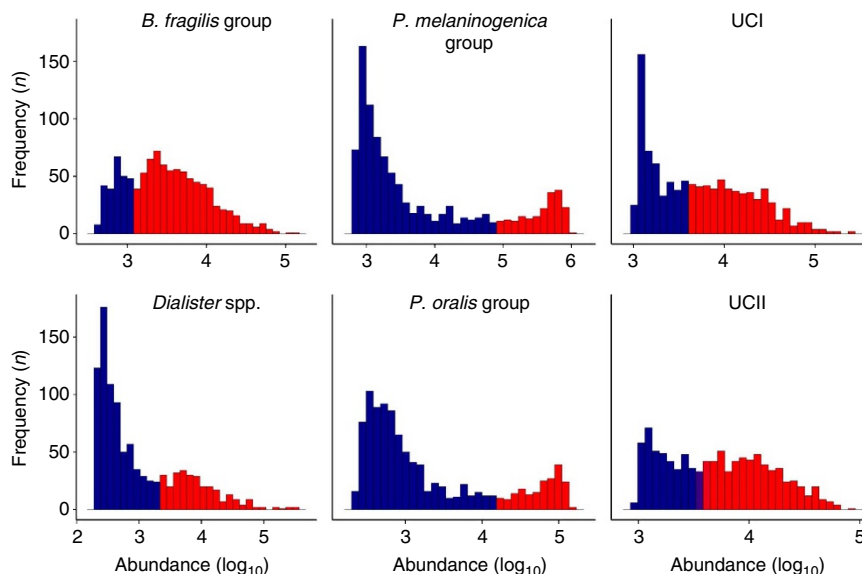 B. fragilis group
P. melaninogenica
group
UCI
Frequency (n)
150
100
50
0
3 4 5
3 4 5 6
3 4 5
Dialister spp.
P. oralis group
UCII
Frequency (n)
150
100
50
0
2 3 4 5
3 4 5
3 4 5
Abundance (log10)
Abundance (log10)
Abundance (log10)